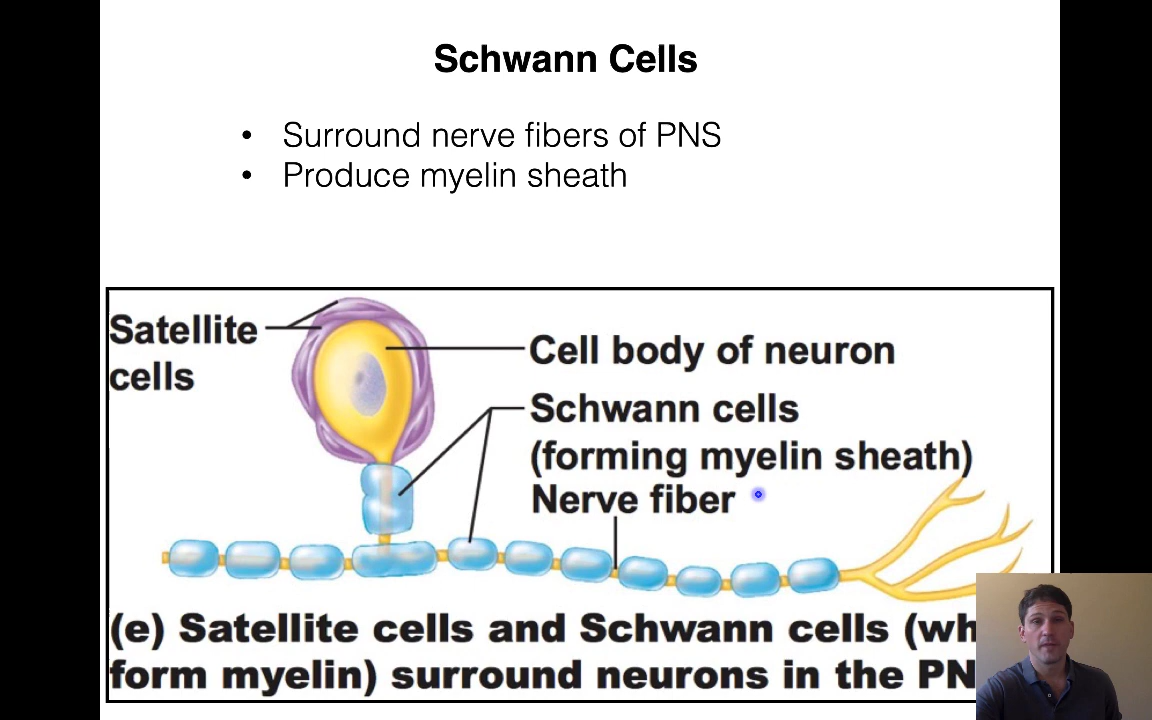 Schwann Cells
• Surround nerve fibers of PNS
• Produce myelin sheath
Satellite
cells
Cell body of neuron
Schwann cells
(forming myelin sheath)
Nerve fiber
(e) Satellite cells and Schwann cells
form myelin) surround neurons in the